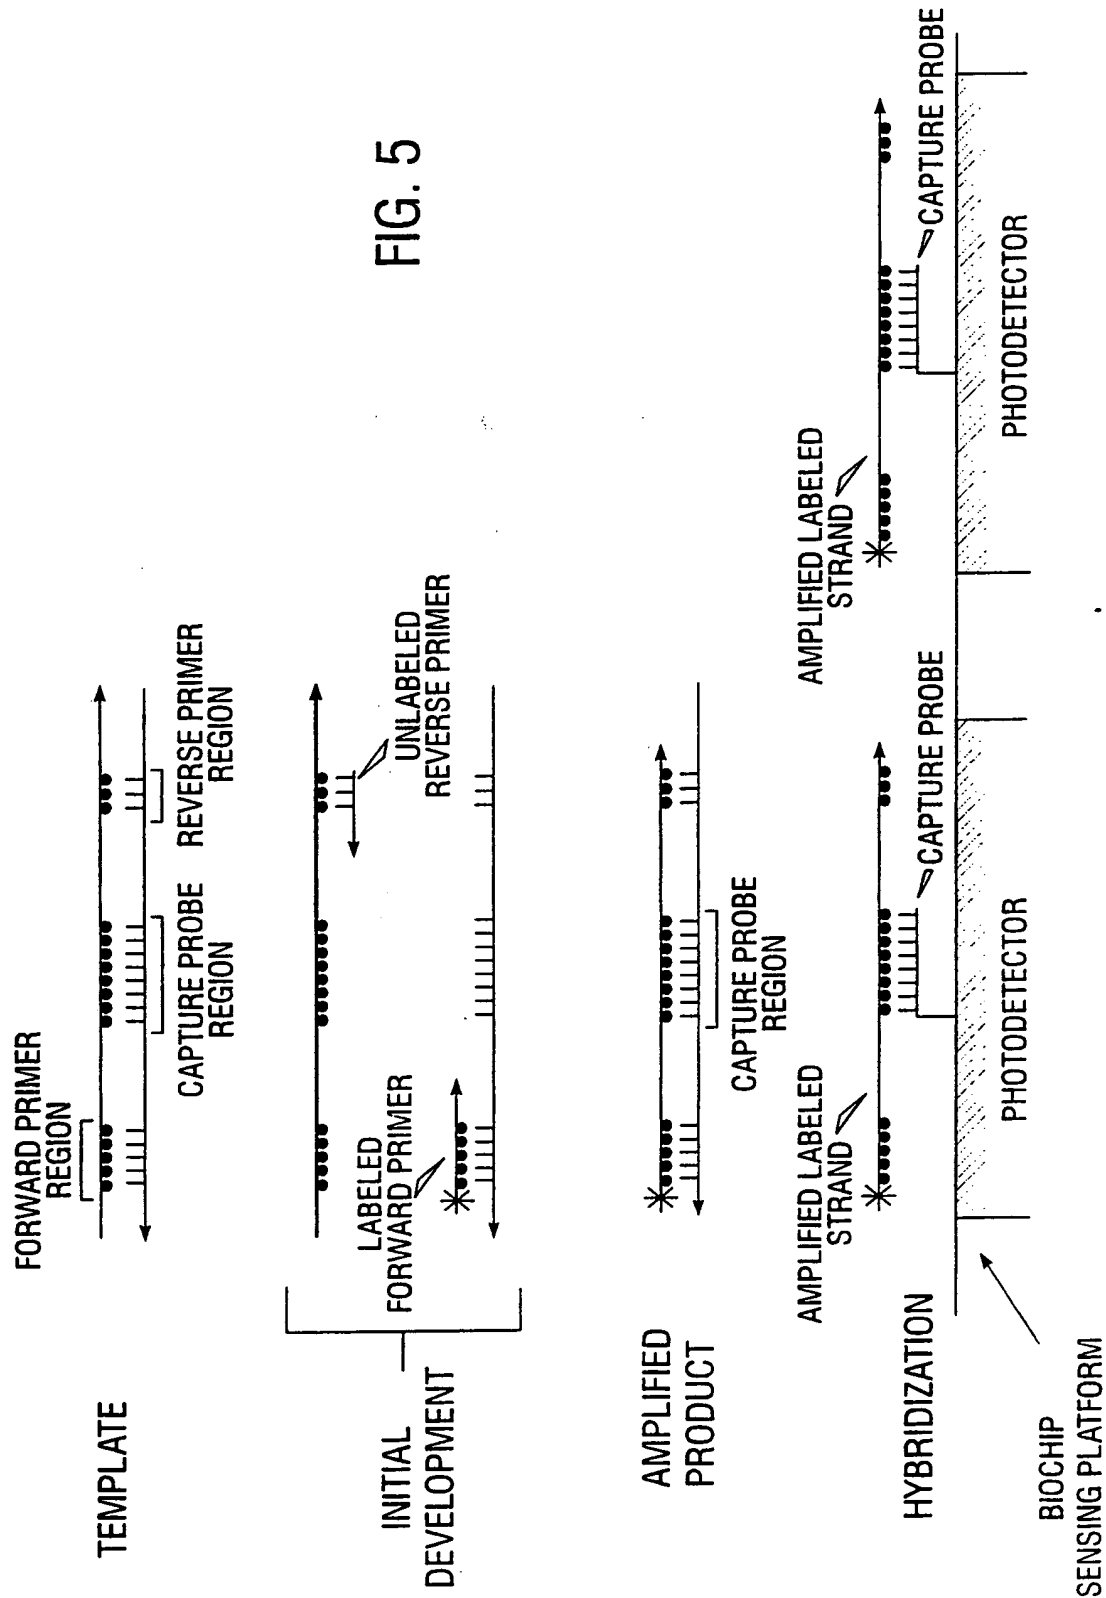 FIG. 5
TEMPLATE
FORWARD PRIMER
REGION
CAPTURE PROBE
REGION
REVERSE PRIMER
REGION
INITIAL
DEVELOPMENT
LABELED
FORWARD PRIMER
UNLABELED
REVERSE PRIMER
AMPLIFIED
PRODUCT
CAPTURE PROBE
REGION
HYBRIDIZATION
AMPLIFIED LABELED
STRAND
CAPTURE PROBE
AMPLIFIED LABELED
STRAND
CAPTURE PROBE
PHOTODETECTOR
PHOTODETECTOR
BIOCHIP
SENSING PLATFORM